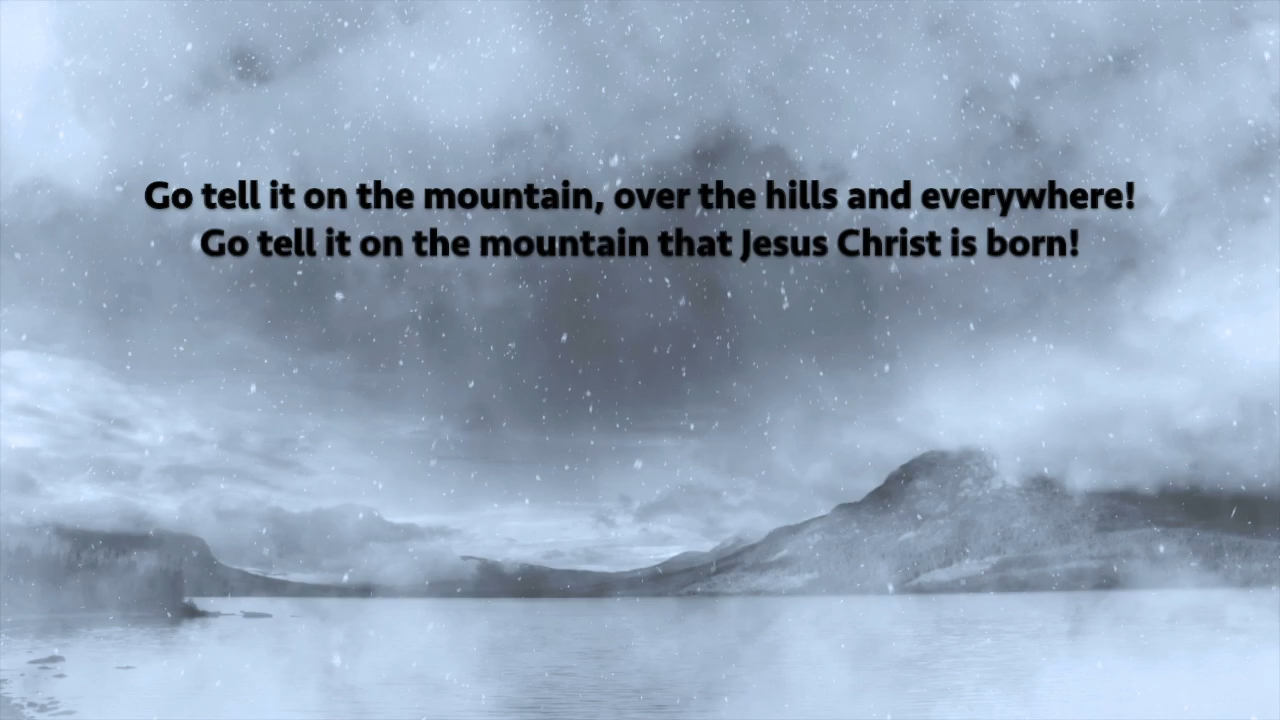 Go tell it on the mountain, over the hills and everywhere!
Go tell it on the mountain that Jesus Christ is born!